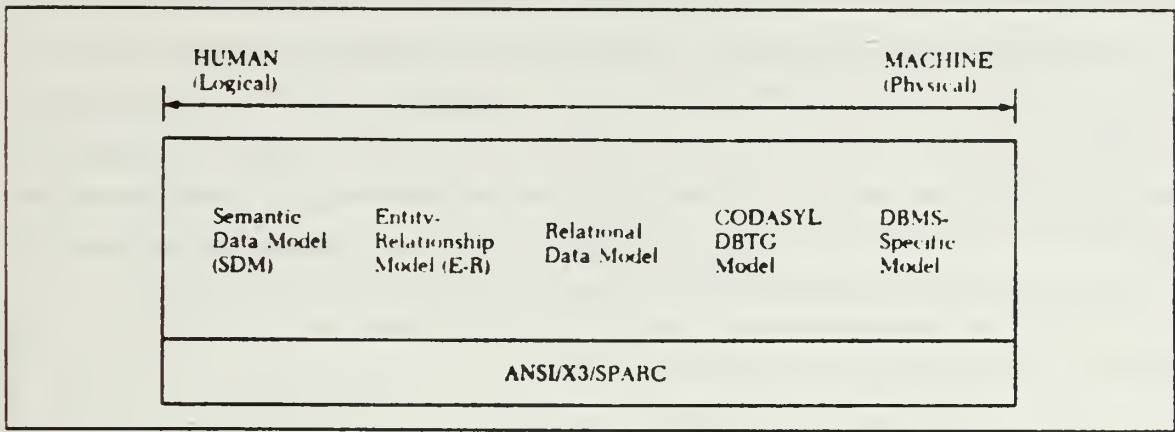 HUMAN
(Logical)
MACHINE
(Physical)
Semantic
Data Model
(SDM)
Entity-
Relationship
Model (E-R)
Relational
Data Model
CODASYL
DBTG
Model
DBMS-
Specific
Model
ANSI/X3/SPARC